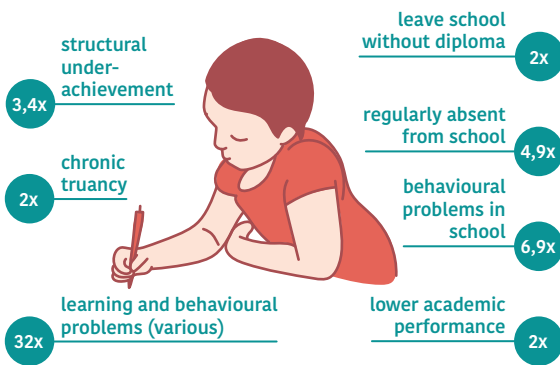 structural
under-
achievement
3,4x
chronic
truancy
2x
learning and behavioural
problems (various)
32x
leave school
without diploma
2x
regularly absent
from school
4,9x
behavioural
problems in
school
6,9x
lower academic
performance
2x